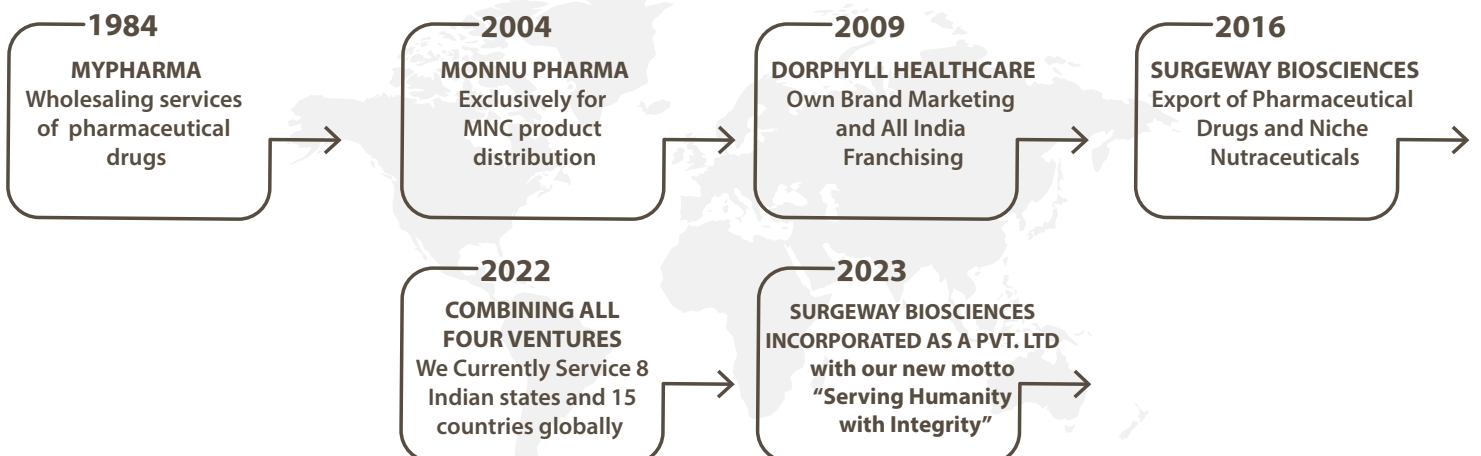 1984
MYPHARMA
Wholesaling services
of pharmaceutical
drugs
2004
MONNU PHARMA
Exclusively for
MNC product
distribution
2009
DORPHYLL HEALTHCARE
Own Brand Marketing
and All India
Franchising
2016
SURGEWAY BIOSCIENCES
Export of Pharmaceutical
Drugs and Niche
Nutraceuticals
2022
COMBINING ALL
FOUR VENTURES
We Currently Service 8
Indian states and 15
countries globally
2023
SURGEWAY BIOSCIENCES
INCORPORATED AS A PVT. LTD
with our new motto
“Serving Humanity
with Integrity”